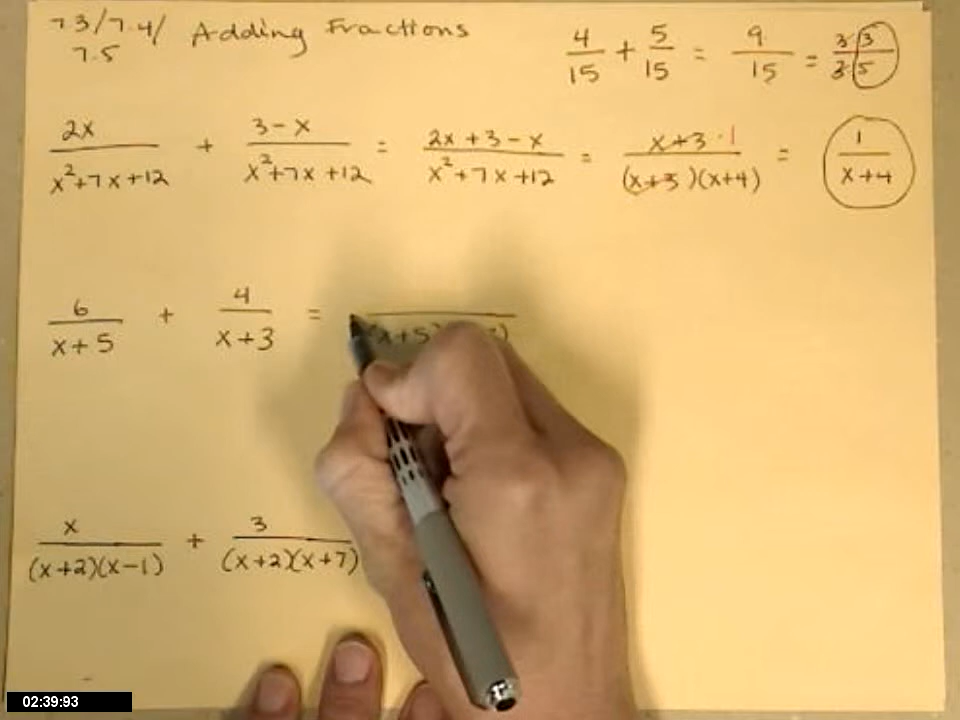 7.3/7.4/ Adding Fractions
7.5
4/15 + 5/15 = 9/15 = 3·3/3·5
2x/x²+7x+12 + 3-x/x²+7x+12 = 2x+3-x/x²+7x+12 = x+3·1/(x+3)(x+4) = 1/x+4
6/x+5 + 4/x+3 = (x+5)
x/(x+2)(x-1) + 3/(x+2)(x+7)
02:39:93